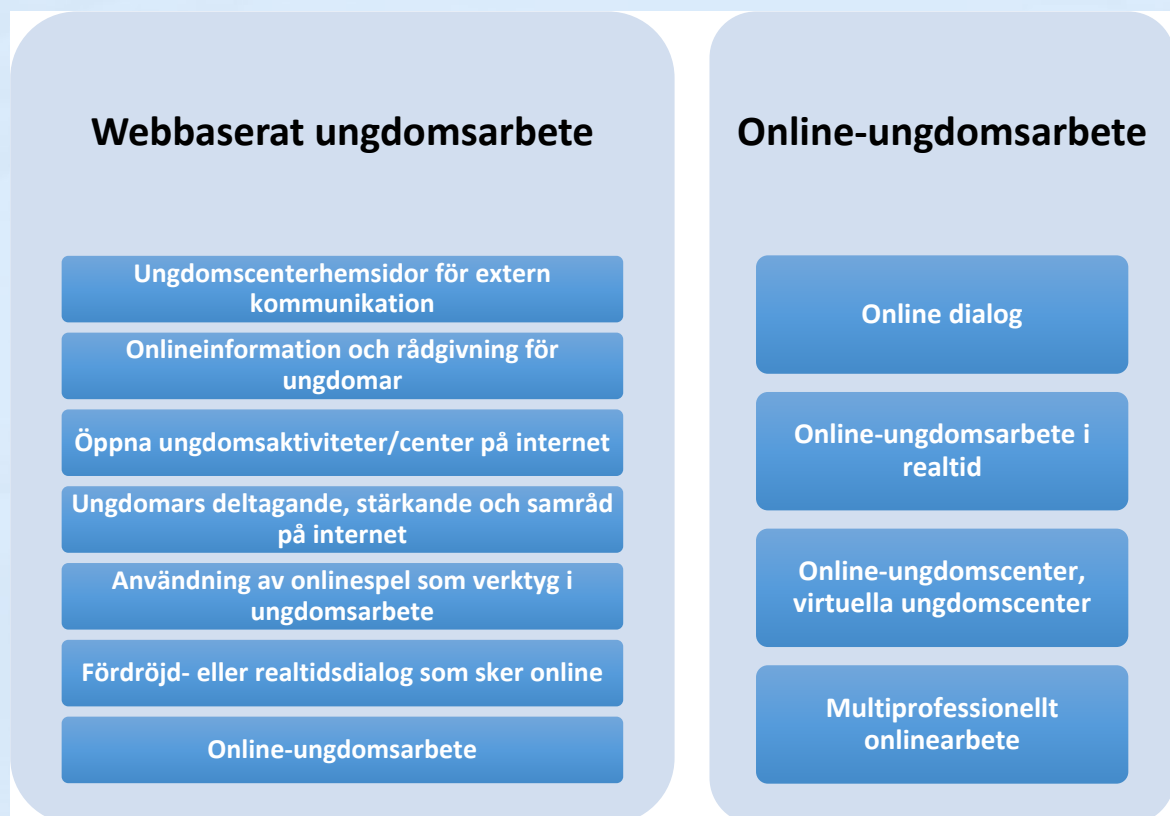 Webbaserat ungdomsarbete
Ungdomscenterhemsidor för extern
kommunikation
Onlineinformation och rådgivning för
ungdomar
Öppna ungdomsaktiviteter/center på internet
Ungdomars deltagande, stärkande och samråd
på internet
Användning av onlinespel som verktyg i
ungdomsarbete
Fördröjd- eller realtidsdialog som sker online
Online-ungdomsarbete
Online-ungdomsarbete
Online dialog
Online-ungdomsarbete i
realtid
Online-ungdomscenter,
virtuella ungdomscenter
Multiprofessionellt
onlinearbete